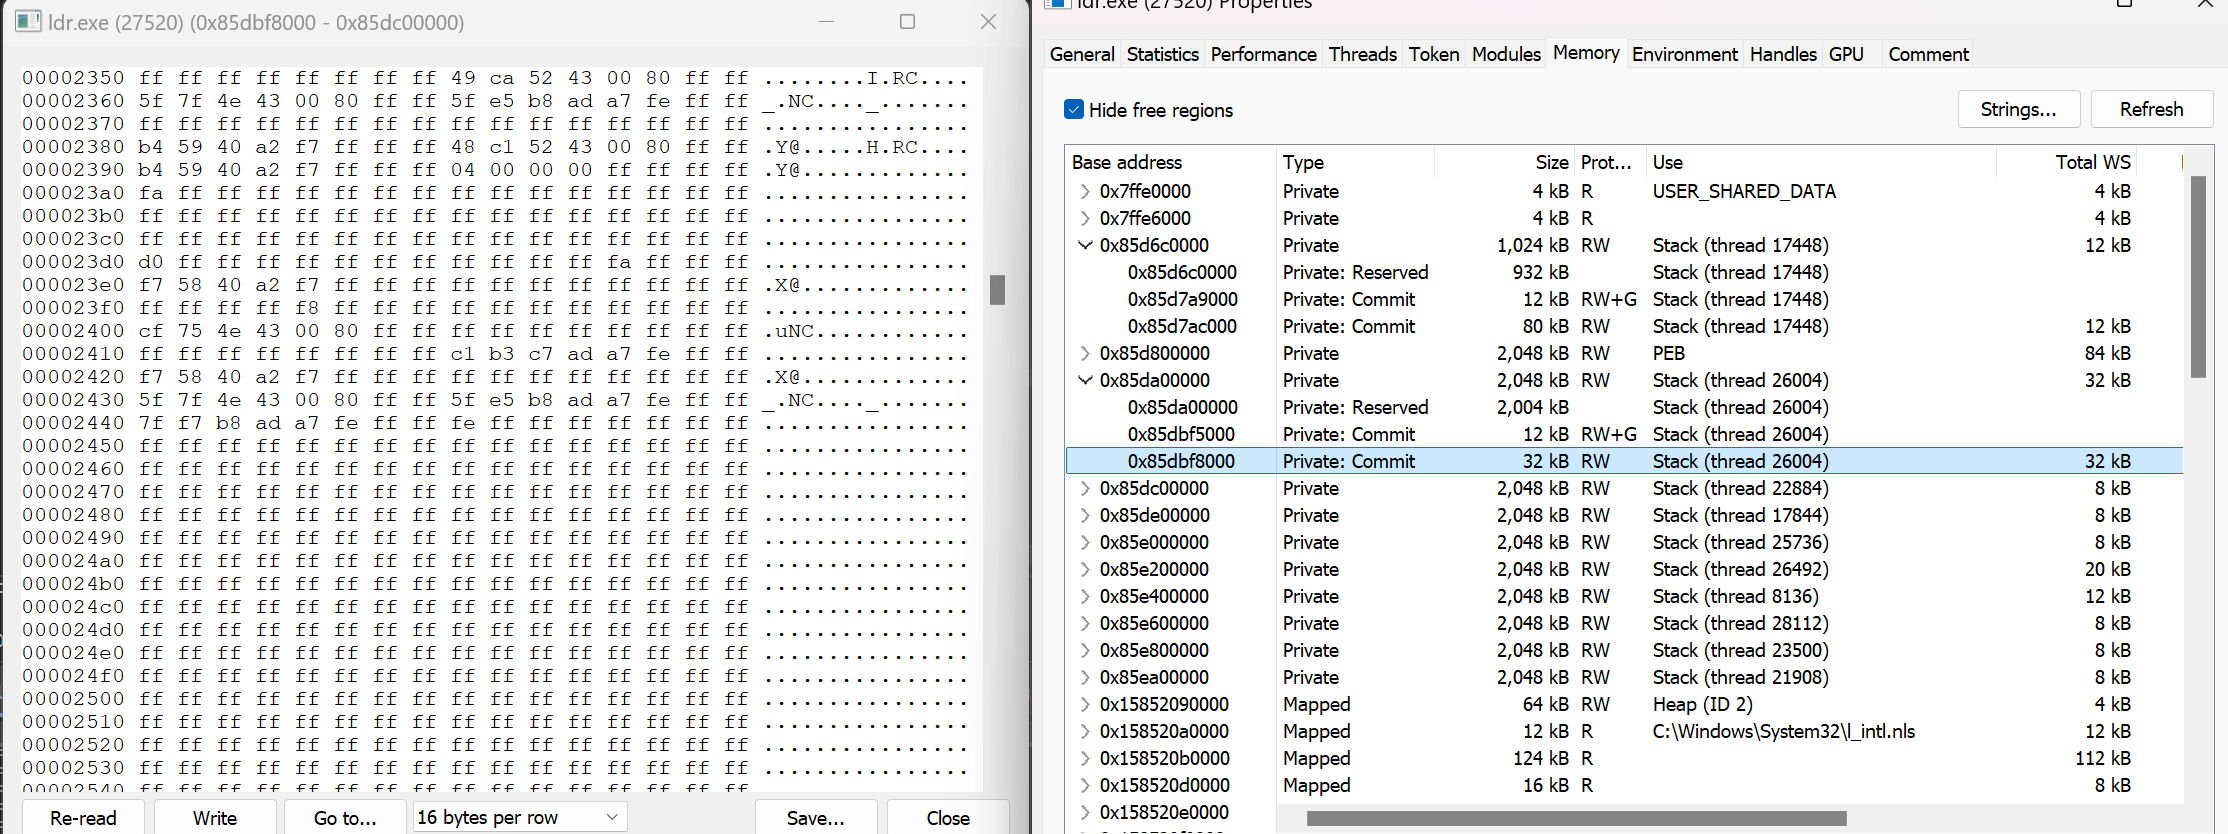 ldr.exe (27520) (0x85dbf8000 - 0x85dc00000)
00002350 ff ff ff ff ff ff ff ff 49 ca 52 43 00 80 ff ff ........I.RC....
00002360 5f 7f 4e 43 00 80 ff ff 5f e5 b8 ad a7 fe ff ff _.NC...._.......
00002370 ff ff ff ff ff ff ff ff ff ff ff ff ff ff ff ff ................
00002380 b4 59 40 a2 f7 ff ff ff 48 c1 52 43 00 80 ff ff .Y@.....H.RC....
00002390 b4 59 40 a2 f7 ff ff ff 04 00 00 00 ff ff ff ff .Y@.............
000023a0 fa ff ff ff ff ff ff ff ff ff ff ff ff ff ff ff ................
000023b0 ff ff ff ff ff ff ff ff ff ff ff ff ff ff ff ff ................
000023c0 ff ff ff ff ff ff ff ff ff ff ff ff ff ff ff ff ................
000023d0 d0 ff ff ff ff ff ff ff ff ff ff ff fa ff ff ff ................
000023e0 f7 58 40 a2 f7 ff ff ff ff ff ff ff ff ff ff ff .X@.............
000023f0 ff ff ff ff f8 ff ff ff ff ff ff ff ff ff ff ff ................
00002400 cf 75 4e 43 00 80 ff ff ff ff ff ff ff ff ff ff .uNC............
00002410 ff ff ff ff ff ff ff ff c1 b3 c7 ad a7 fe ff ff ................
00002420 f7 58 40 a2 f7 ff ff ff ff ff ff ff ff ff ff ff .X@.............
00002430 5f 7f 4e 43 00 80 ff ff 5f e5 b8 ad a7 fe ff ff _.NC...._.......
00002440 7f f7 b8 ad a7 fe ff ff fe ff ff ff ff ff ff ff ................
00002450 ff ff ff ff ff ff ff ff ff ff ff ff ff ff ff ff ................
00002460 ff ff ff ff ff ff ff ff ff ff ff ff ff ff ff ff ................
00002470 ff ff ff ff ff ff ff ff ff ff ff ff ff ff ff ff ................
00002480 ff ff ff ff ff ff ff ff ff ff ff ff ff ff ff ff ................
00002490 ff ff ff ff ff ff ff ff ff ff ff ff ff ff ff ff ................
000024a0 ff ff ff ff ff ff ff ff ff ff ff ff ff ff ff ff ................
000024b0 ff ff ff ff ff ff ff ff ff ff ff ff ff ff ff ff ................
000024c0 ff ff ff ff ff ff ff ff ff ff ff ff ff ff ff ff ................
000024d0 ff ff ff ff ff ff ff ff ff ff ff ff ff ff ff ff ................
000024e0 ff ff ff ff ff ff ff ff ff ff ff ff ff ff ff ff ................
000024f0 ff ff ff ff ff ff ff ff ff ff ff ff ff ff ff ff ................
00002500 ff ff ff ff ff ff ff ff ff ff ff ff ff ff ff ff ................
00002510 ff ff ff ff ff ff ff ff ff ff ff ff ff ff ff ff ................
00002520 ff ff ff ff ff ff ff ff ff ff ff ff ff ff ff ff ................
00002530 ff ff ff ff ff ff ff ff ff ff ff ff ff ff ff ff ................
00002540 ff ff ff ff ff ff ff ff ff ff ff ff ff ff ff ff ................
Re-read Write Go to... 16 bytes per row Save... Close
ldr.exe (27520) Properties
General Statistics Performance Threads Token Modules Memory Environment Handles GPU Comment
Hide free regions Strings... Refresh
Base address Type Size Prot... Use Total WS
0x7ffe0000 Private 4 kB R USER_SHARED_DATA 4 kB
0x7ffe6000 Private 4 kB R 4 kB
0x85d6c0000 Private 1,024 kB RW Stack (thread 17448) 12 kB
0x85d6c0000 Private: Reserved 932 kB Stack (thread 17448)
0x85d7a9000 Private: Commit 12 kB RW+G Stack (thread 17448)
0x85d7ac000 Private: Commit 80 kB RW Stack (thread 17448) 12 kB
0x85d800000 Private 2,048 kB RW PEB 84 kB
0x85da00000 Private 2,048 kB RW Stack (thread 26004) 32 kB
0x85da00000 Private: Reserved 2,004 kB Stack (thread 26004)
0x85dbf5000 Private: Commit 12 kB RW+G Stack (thread 26004)
0x85dbf8000 Private: Commit 32 kB RW Stack (thread 26004) 32 kB
0x85dc00000 Private 2,048 kB RW Stack (thread 22884) 8 kB
0x85de00000 Private 2,048 kB RW Stack (thread 17844) 8 kB
0x85e000000 Private 2,048 kB RW Stack (thread 25736) 8 kB
0x85e200000 Private 2,048 kB RW Stack (thread 26492) 20 kB
0x85e400000 Private 2,048 kB RW Stack (thread 8136) 12 kB
0x85e600000 Private 2,048 kB RW Stack (thread 28112) 8 kB
0x85e800000 Private 2,048 kB RW Stack (thread 23500) 8 kB
0x85ea00000 Private 2,048 kB RW Stack (thread 21908) 8 kB
0x15852090000 Mapped 64 kB RW Heap (ID 2) 4 kB
0x158520a0000 Mapped 12 kB R C:\Windows\System32\l_intl.nls 12 kB
0x158520b0000 Mapped 124 kB R 112 kB
0x158520d0000 Mapped 16 kB R 8 kB
0x158520e0000